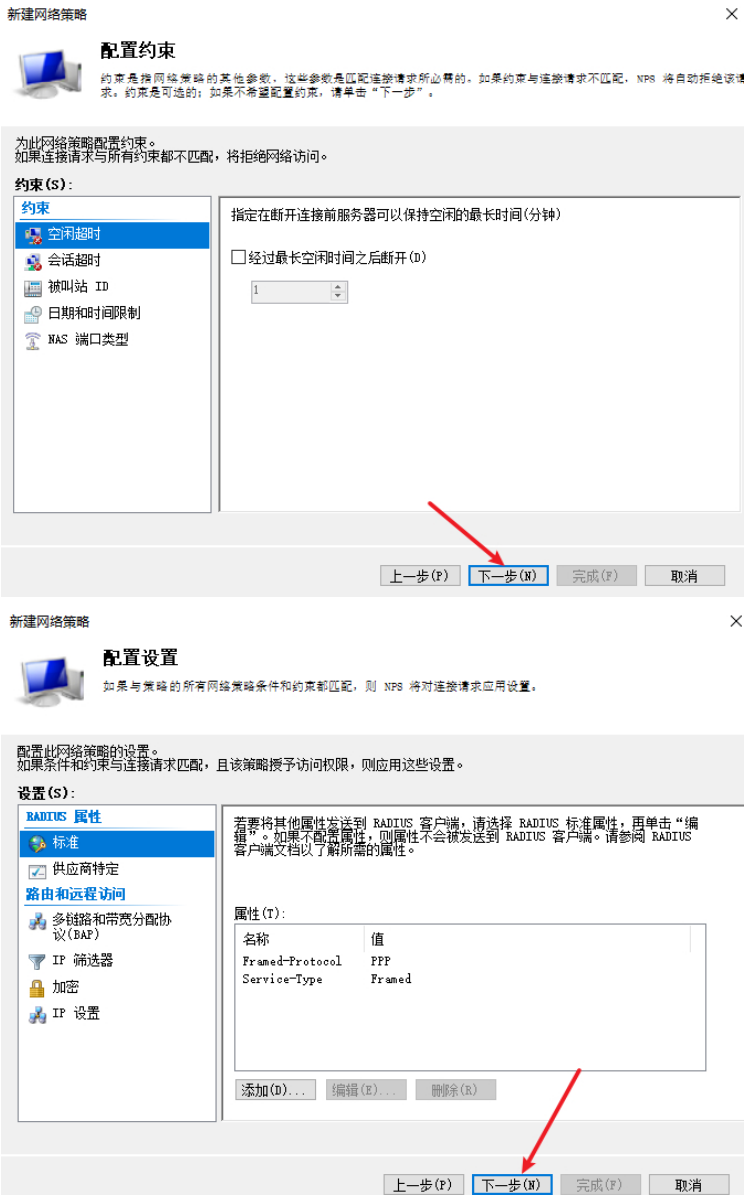 新建网络策略
配置约束
约束是指网络策略的其他参数，这些参数是匹配连接请求所必需的。如果约束与连接请求不匹配，NPS 将自动拒绝该请
求。约束是可选的；如果不希望配置约束，请单击“下一步”。
为此网络策略配置约束。
如果连接请求与所有约束都不匹配，将拒绝网络访问。
约束(S):
约束
空闲超时
会话超时
被叫站 ID
日期和时间限制
NAS 端口类型
指定在断开连接前服务器可以保持空闲的最长时间(分钟)
经过最长空闲时间之后断开(D)
1
上一步(P) 下一步(N) 完成(F) 取消
新建网络策略
配置设置
如果与策略的所有网络策略条件和约束都匹配，则 NPS 将对连接请求应用设置。
配置此网络策略的设置。
如果条件和约束与连接请求匹配，且该策略授予访问权限，则应用这些设置。
设置(S):
RADIUS 属性
标准
供应商特定
路由和远程访问
多链路和带宽分配协
议(BAP)
IP 筛选器
加密
IP 设置
若要将其他属性发送到 RADIUS 客户端，请选择 RADIUS 标准属性，再单击“编
辑”。如果不配置属性，则属性不会被发送到 RADIUS 客户端。请参阅 RADIUS
客户端文档以了解所需的属性。
属性(T):
名称 值
Framed-Protocol PPP
Service-Type Framed
添加(D)... 编辑(E)... 删除(R)
上一步(P) 下一步(N) 完成(F) 取消